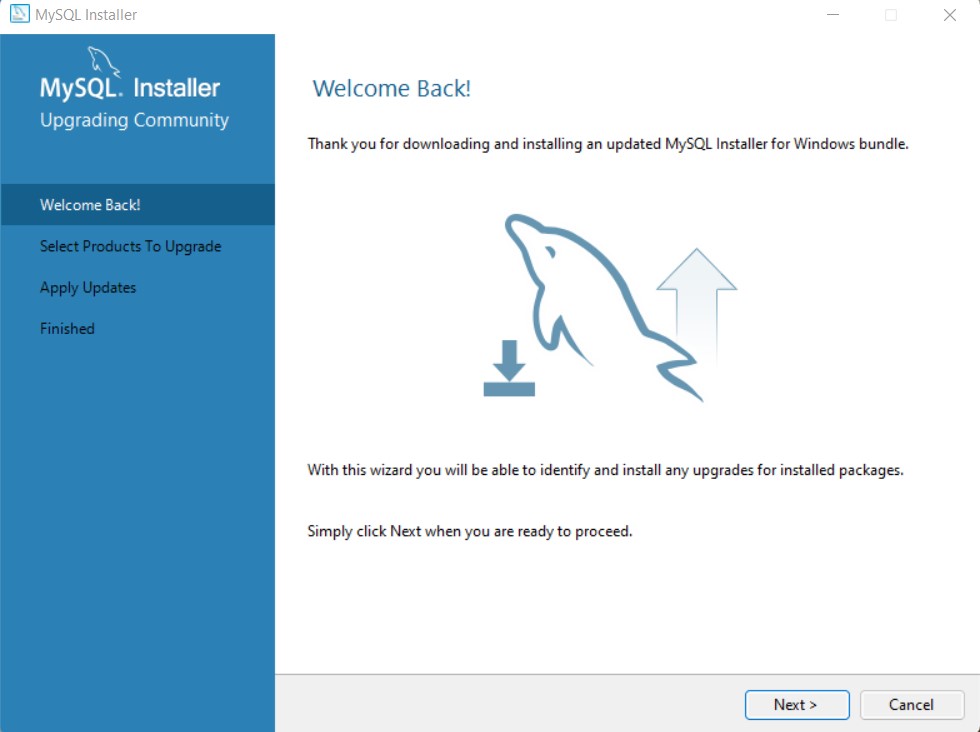 MySQL Installer
MySQL. Installer
Upgrading Community
Welcome Back!
Select Products To Upgrade
Apply Updates
Finished
Welcome Back!
Thank you for downloading and installing an updated MySQL Installer for Windows bundle.
With this wizard you will be able to identify and install any upgrades for installed packages.
Simply click Next when you are ready to proceed.
Next >
Cancel